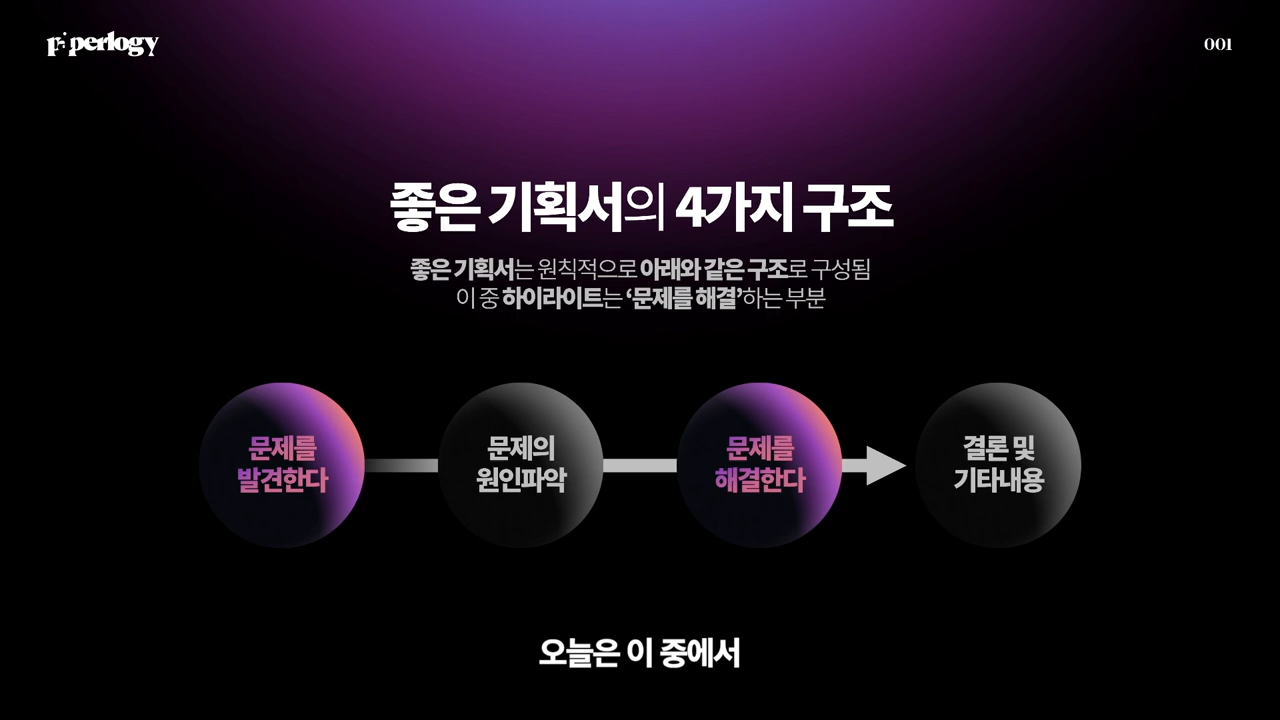 paperlogy
001
좋은 기획서의 4가지 구조
좋은 기획서는 원칙적으로 아래와 같은 구조로 구성됨
이 중 하이라이트는 ‘문제를 해결’하는 부분
문제를
발견한다
문제의
원인파악
문제를
해결한다
결론 및
기타내용
오늘은 이 중에서